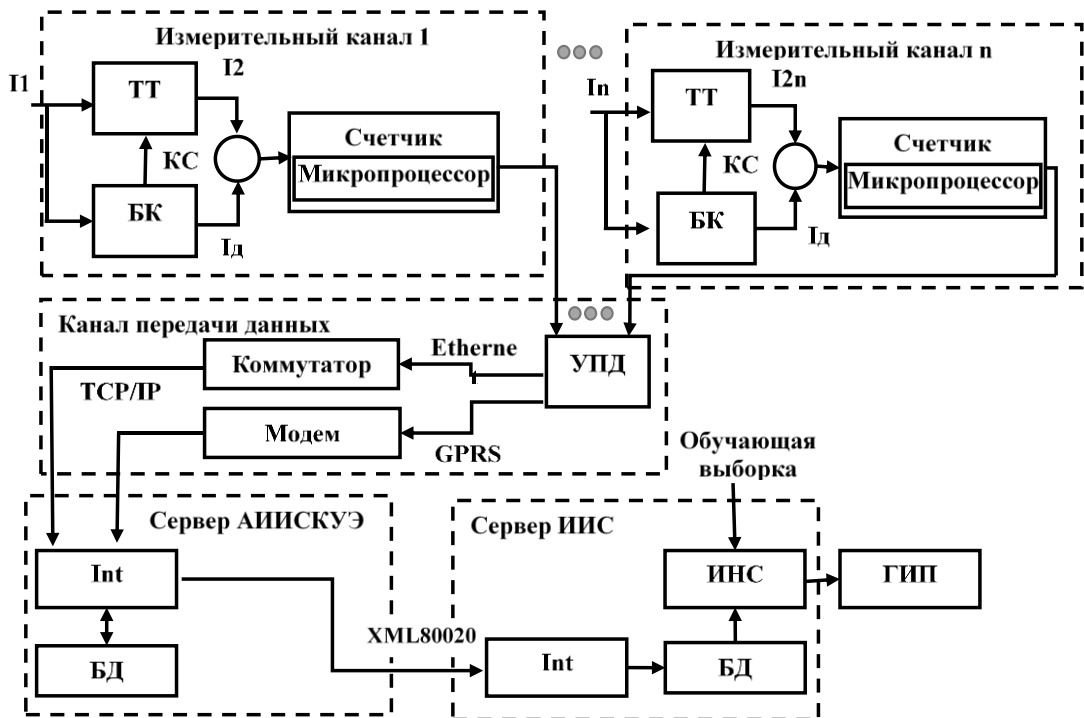 Измерительный канал 1
I1
ТТ
I2
КС
БК
Iд
Счетчик
Микропроцессор
Измерительный канал n
In
ТТ
I2n
КС
БК
Iд
Счетчик
Микропроцессор
Канал передачи данных
Коммутатор
Etherne
УПД
TCP/IP
Модем
GPRS
Обучающая
выборка
Сервер АИИСКУЭ
Int
БД
XML80020
Сервер ИИС
ИНС
ГИП
Int
БД